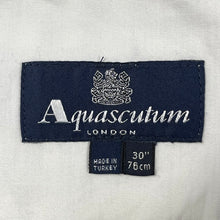 Aquascutum
LONDON
MADE IN
TURKEY
30"
76cm